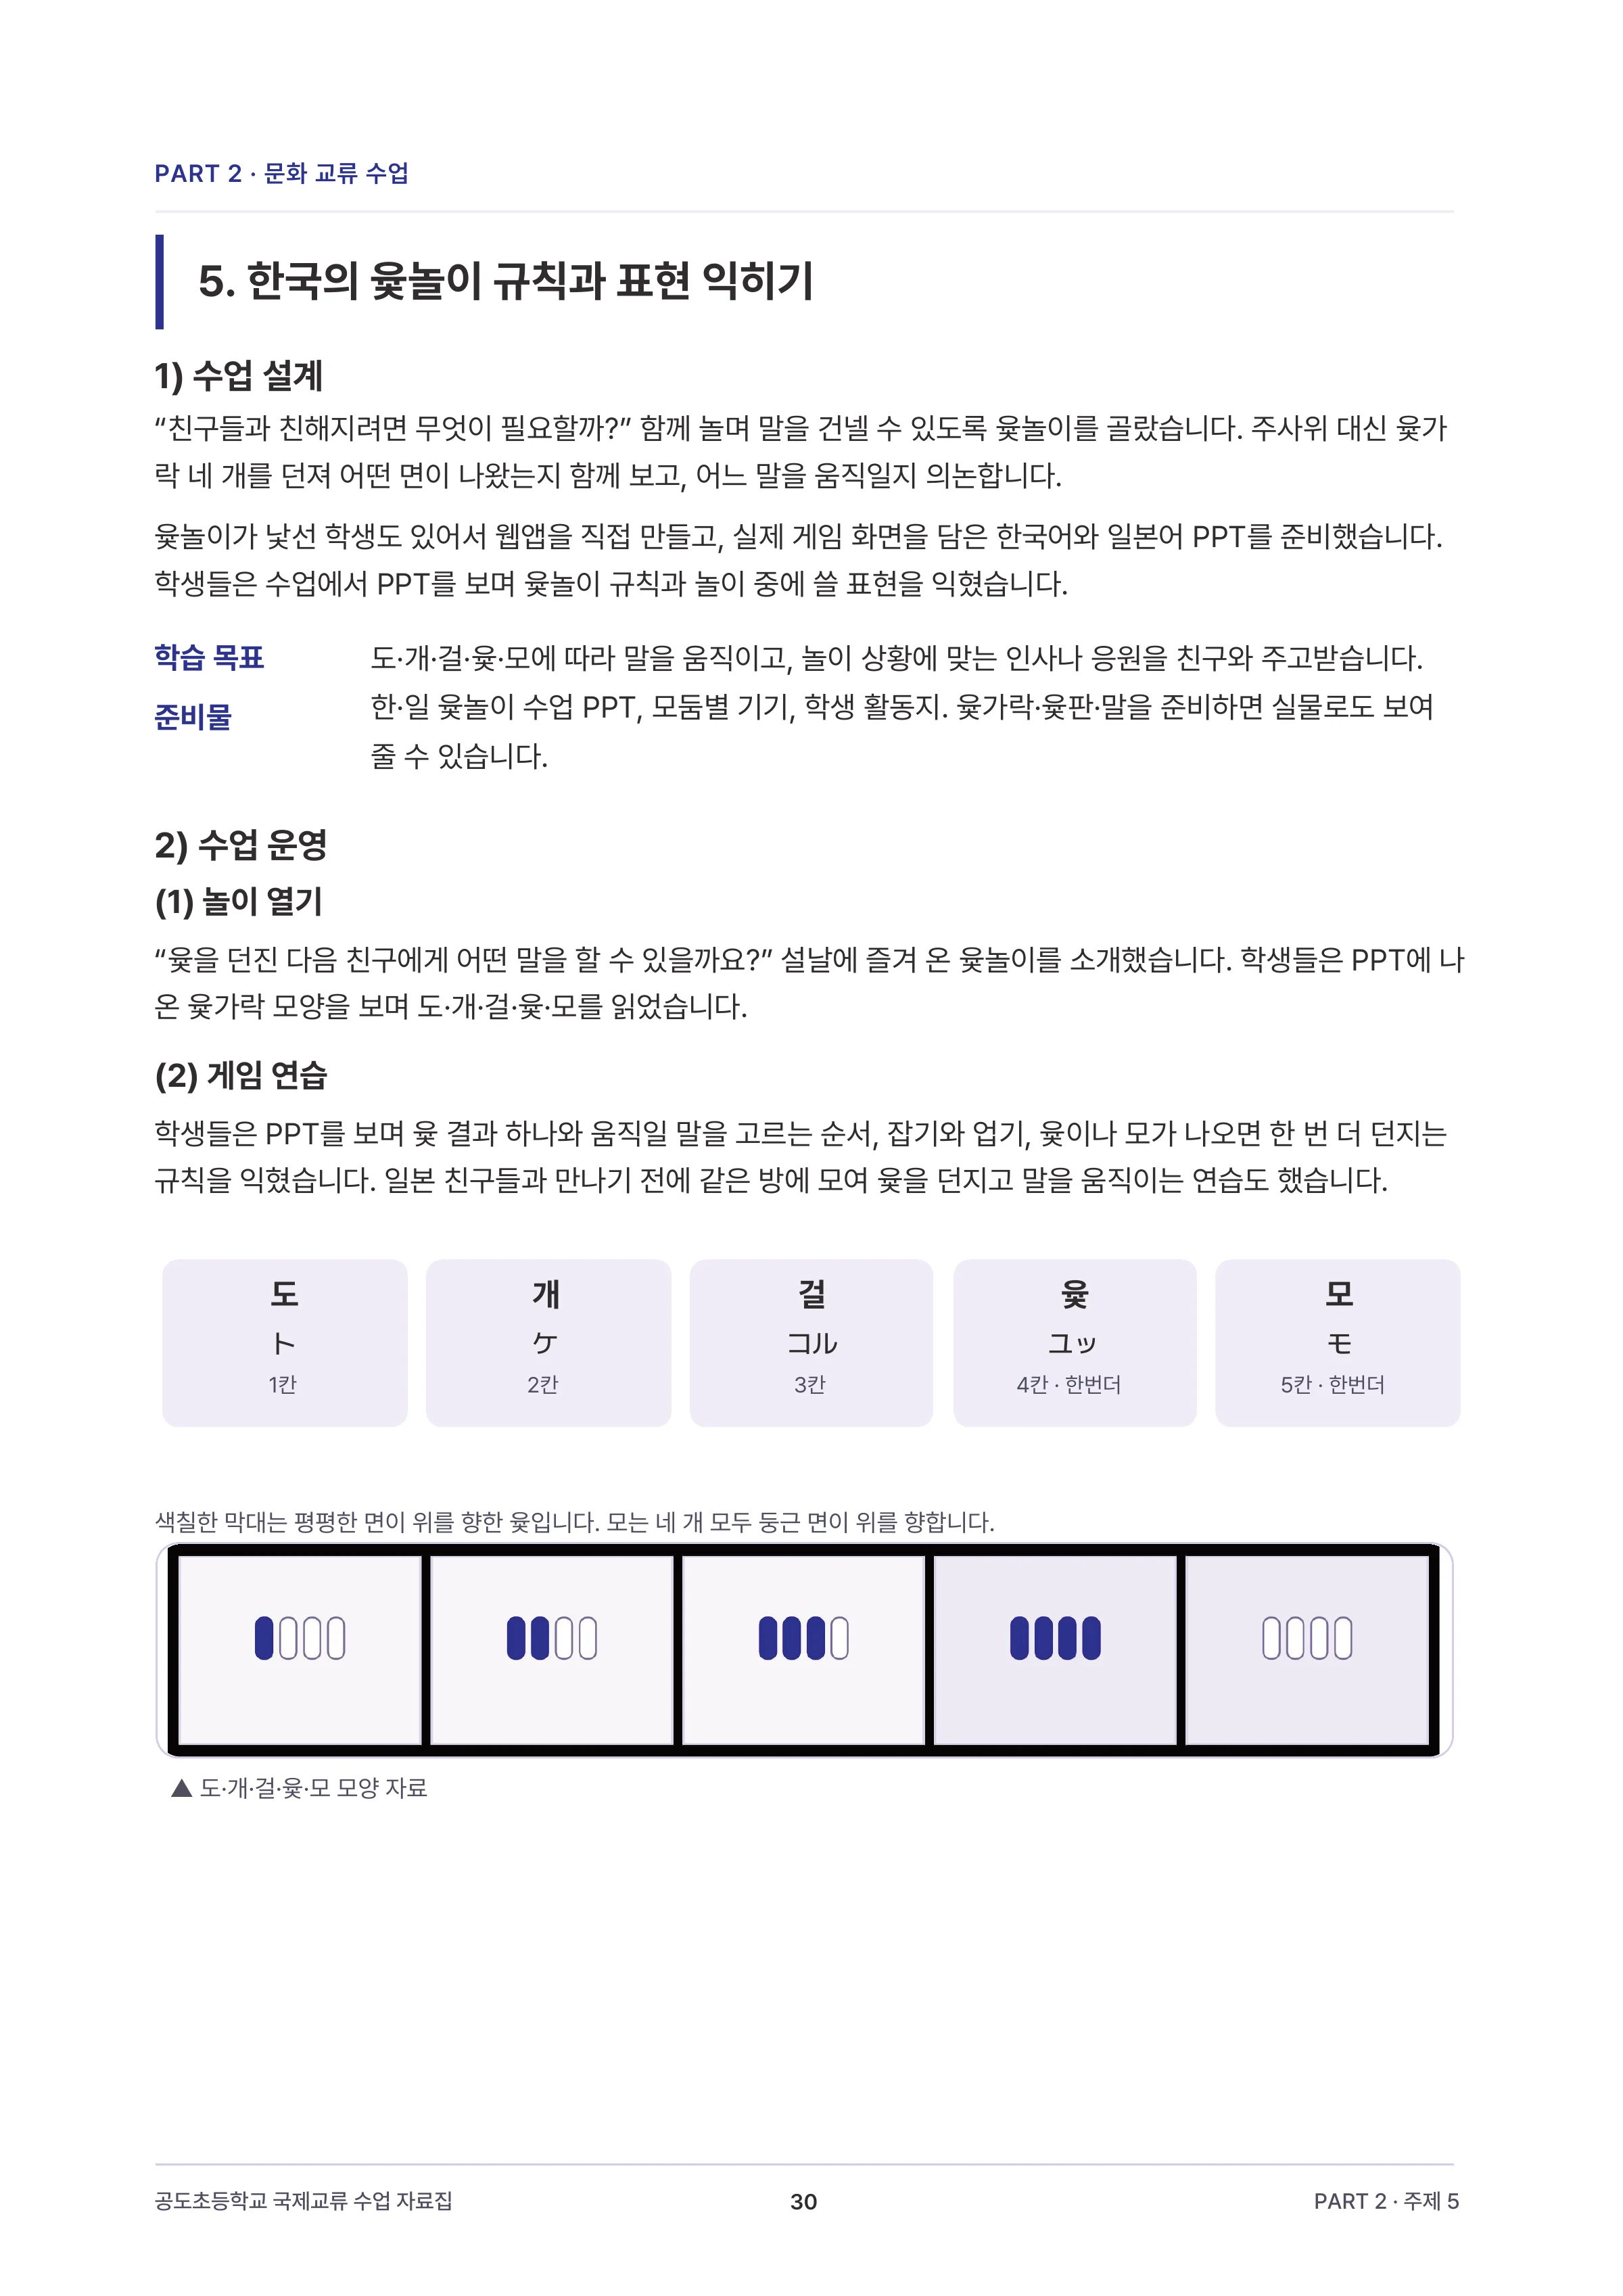 PART 2 · 문화 교류 수업
5. 한국의 윷놀이 규칙과 표현 익히기
1) 수업 설계
“친구들과 친해지려면 무엇이 필요할까?” 함께 놀며 말을 건넬 수 있도록 윷놀이를 골랐습니다. 주사위 대신 윷가
락 네 개를 던져 어떤 면이 나왔는지 함께 보고, 어느 말을 움직일지 의논합니다.
윷놀이가 낯선 학생도 있어서 웹앱을 직접 만들고, 실제 게임 화면을 담은 한국어와 일본어 PPT를 준비했습니다.
학생들은 수업에서 PPT를 보며 윷놀이 규칙과 놀이 중에 쓸 표현을 익혔습니다.
학습 목표 도·개·걸·윷·모에 따라 말을 움직이고, 놀이 상황에 맞는 인사나 응원을 친구와 주고받습니다.
준비물 한·일 윷놀이 수업 PPT, 모둠별 기기, 학생 활동지. 윷가락·윷판·말을 준비하면 실물로도 보여
줄 수 있습니다.
2) 수업 운영
(1) 놀이 열기
“윷을 던진 다음 친구에게 어떤 말을 할 수 있을까요?” 설날에 즐겨 온 윷놀이를 소개했습니다. 학생들은 PPT에 나
온 윷가락 모양을 보며 도·개·걸·윷·모를 읽었습니다.
(2) 게임 연습
학생들은 PPT를 보며 윷 결과 하나와 움직일 말을 고르는 순서, 잡기와 업기, 윷이나 모가 나오면 한 번 더 던지는
규칙을 익혔습니다. 일본 친구들과 만나기 전에 같은 방에 모여 윷을 던지고 말을 움직이는 연습도 했습니다.
도 개 걸 윷 모
ト ケ コル ユッ モ
1칸 2칸 3칸 4칸 · 한번더 5칸 · 한번더
색칠한 막대는 평평한 면이 위를 향한 윷입니다. 모는 네 개 모두 둥근 면이 위를 향합니다.
▲ 도·개·걸·윷·모 모양 자료
공도초등학교 국제교류 수업 자료집 30 PART 2 · 주제 5